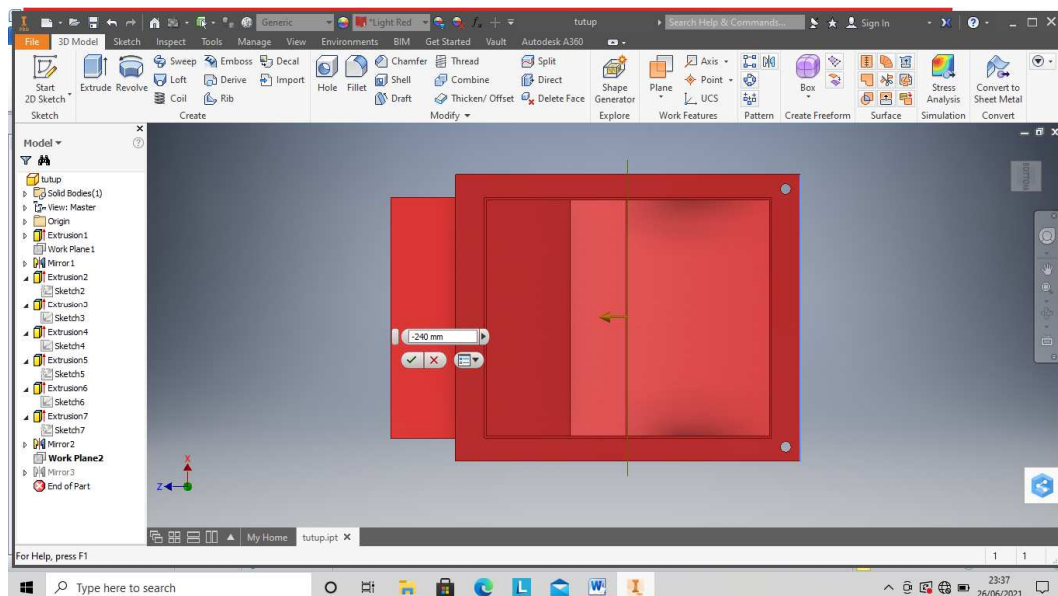 PRO
Generic
*Light Red
tutup
Search Help & Commands...
Sign In
File 3D Model Sketch Inspect Tools Manage View Environments BIM Get Started Vault Autodesk A360
Start
2D Sketch
Extrude
Revolve
Sweep
Emboss
Decal
Loft
Derive
Import
Coil
Rib
Hole
Fillet
Chamfer
Thread
Split
Shell
Combine
Direct
Draft
Thicken/ Offset
Delete Face
Shape
Generator
Plane
Axis
Point
UCS
Box
Stress
Analysis
Convert to
Sheet Metal
Sketch Create Modify Explore Work Features Pattern Create Freeform Surface Simulation Convert
Model
tutup
Solid Bodies(1)
View: Master
Origin
Extrusion1
Work Plane1
Mirror1
Extrusion2
Sketch2
Extrusion3
Sketch3
Extrusion4
Sketch4
Extrusion5
Sketch5
Extrusion6
Sketch6
Extrusion7
Sketch7
Mirror2
Work Plane2
Mirror3
End of Part
-240 mm
BOTTOM
X
Z
My Home
tutup.ipt
For Help, press F1
1 1
Type here to search
23:37
26/06/2021